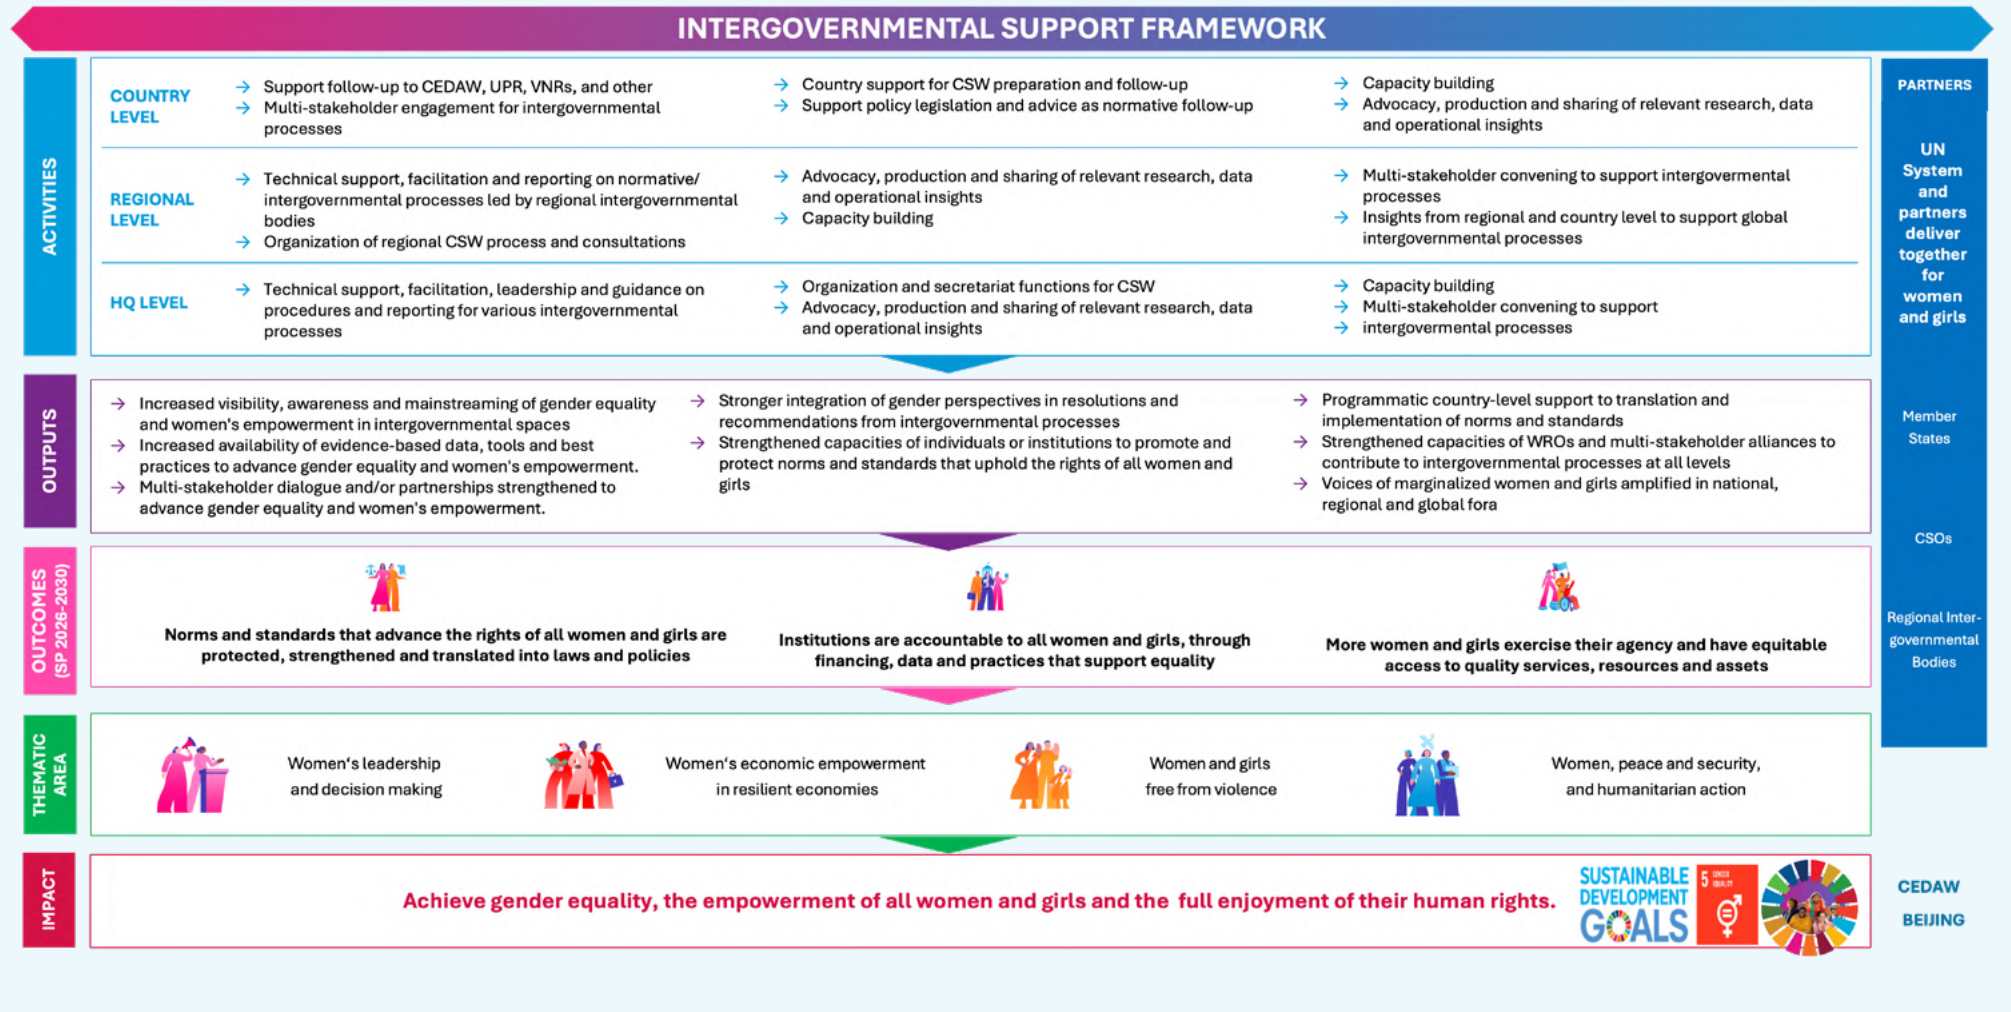 INTERGOVERNMENTAL SUPPORT FRAMEWORK
ACTIVITIES
COUNTRY
LEVEL
→ Support follow-up to CEDAW, UPR, VNRs, and other
→ Multi-stakeholder engagement for intergovernmental
processes
→ Country support for CSW preparation and follow-up
→ Support policy legislation and advice as normative follow-up
→ Capacity building
→ Advocacy, production and sharing of relevant research, data
and operational insights
REGIONAL
LEVEL
→ Technical support, facilitation and reporting on normative/
intergovernmental processes led by regional intergovernmental
bodies
→ Organization of regional CSW process and consultations
→ Advocacy, production and sharing of relevant research, data
and operational insights
→ Capacity building
→ Multi-stakeholder convening to support intergovermental
processes
→ Insights from regional and country level to support global
intergovernmental processes
HQ LEVEL
→ Technical support, facilitation, leadership and guidance on
procedures and reporting for various intergovernmental
processes
→ Organization and secretariat functions for CSW
→ Advocacy, production and sharing of relevant research, data
and operational insights
→ Capacity building
→ Multi-stakeholder convening to support
→ intergovermental processes
OUTPUTS
→ Increased visibility, awareness and mainstreaming of gender equality
and women's empowerment in intergovernmental spaces
→ Increased availability of evidence-based data, tools and best
practices to advance gender equality and women's empowerment.
→ Multi-stakeholder dialogue and/or partnerships strengthened to
advance gender equality and women's empowerment.
→ Stronger integration of gender perspectives in resolutions and
recommendations from intergovernmental processes
→ Strengthened capacities of individuals or institutions to promote and
protect norms and standards that uphold the rights of all women and
girls
→ Programmatic country-level support to translation and
implementation of norms and standards
→ Strengthened capacities of WROs and multi-stakeholder alliances to
contribute to intergovernmental processes at all levels
→ Voices of marginalized women and girls amplified in national,
regional and global fora
OUTCOMES
(SP 2026-2030)
Norms and standards that advance the rights of all women and girls are
protected, strengthened and translated into laws and policies
Institutions are accountable to all women and girls, through
financing, data and practices that support equality
More women and girls exercise their agency and have equitable
access to quality services, resources and assets
THEMATIC
AREA
Women's leadership
and decision making
Women's economic empowerment
in resilient economies
Women and girls
free from violence
Women, peace and security,
and humanitarian action
IMPACT
Achieve gender equality, the empowerment of all women and girls and the full enjoyment of their human rights.
SUSTAINABLE
DEVELOPMENT
GOALS
5 GENDER
EQUALITY
PARTNERS
UN
System
and
partners
deliver
together
for
women
and girls
Member
States
CSOs
Regional Inter-
governmental
Bodies
CEDAW
BEIJING